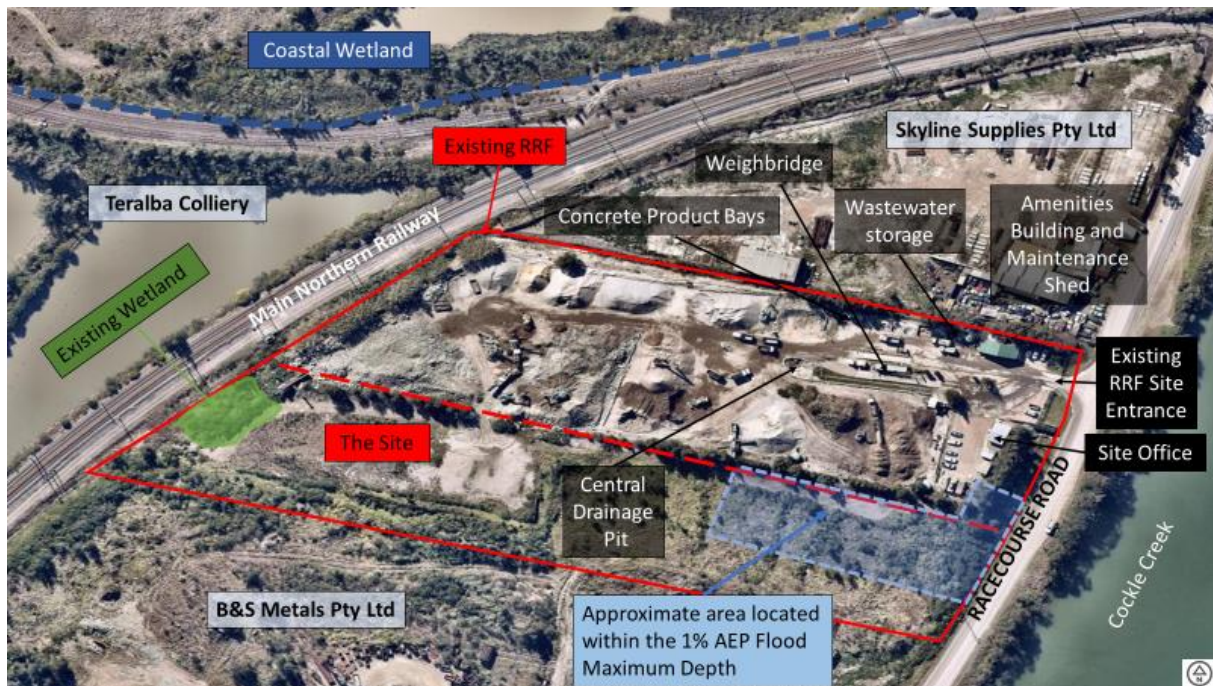 Coastal Wetland
Skyline Supplies Pty Ltd
Existing RRF
Weighbridge
Teralba Colliery
Concrete Product Bays
Wastewater
storage
Amenities
Building and
Maintenance
Shed
Main Northern Railway
Existing Wetland
Existing
RRF Site
Entrance
The Site
Site Office
Central
Drainage
Pit
RACECOURSE ROAD
Cockle Creek
B&S Metals Pty Ltd
Approximate area located
within the 1% AEP Flood
Maximum Depth
N